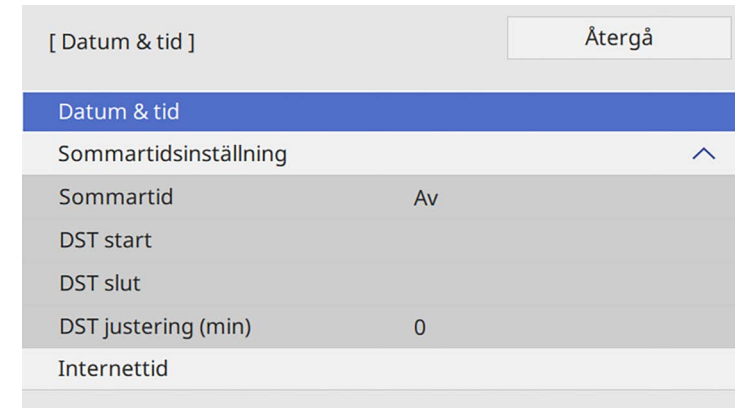 [ Datum & tid ]
Återgå
Datum & tid
Sommartidsinställning
Sommartid Av
DST start
DST slut
DST justering (min) 0
Internettid